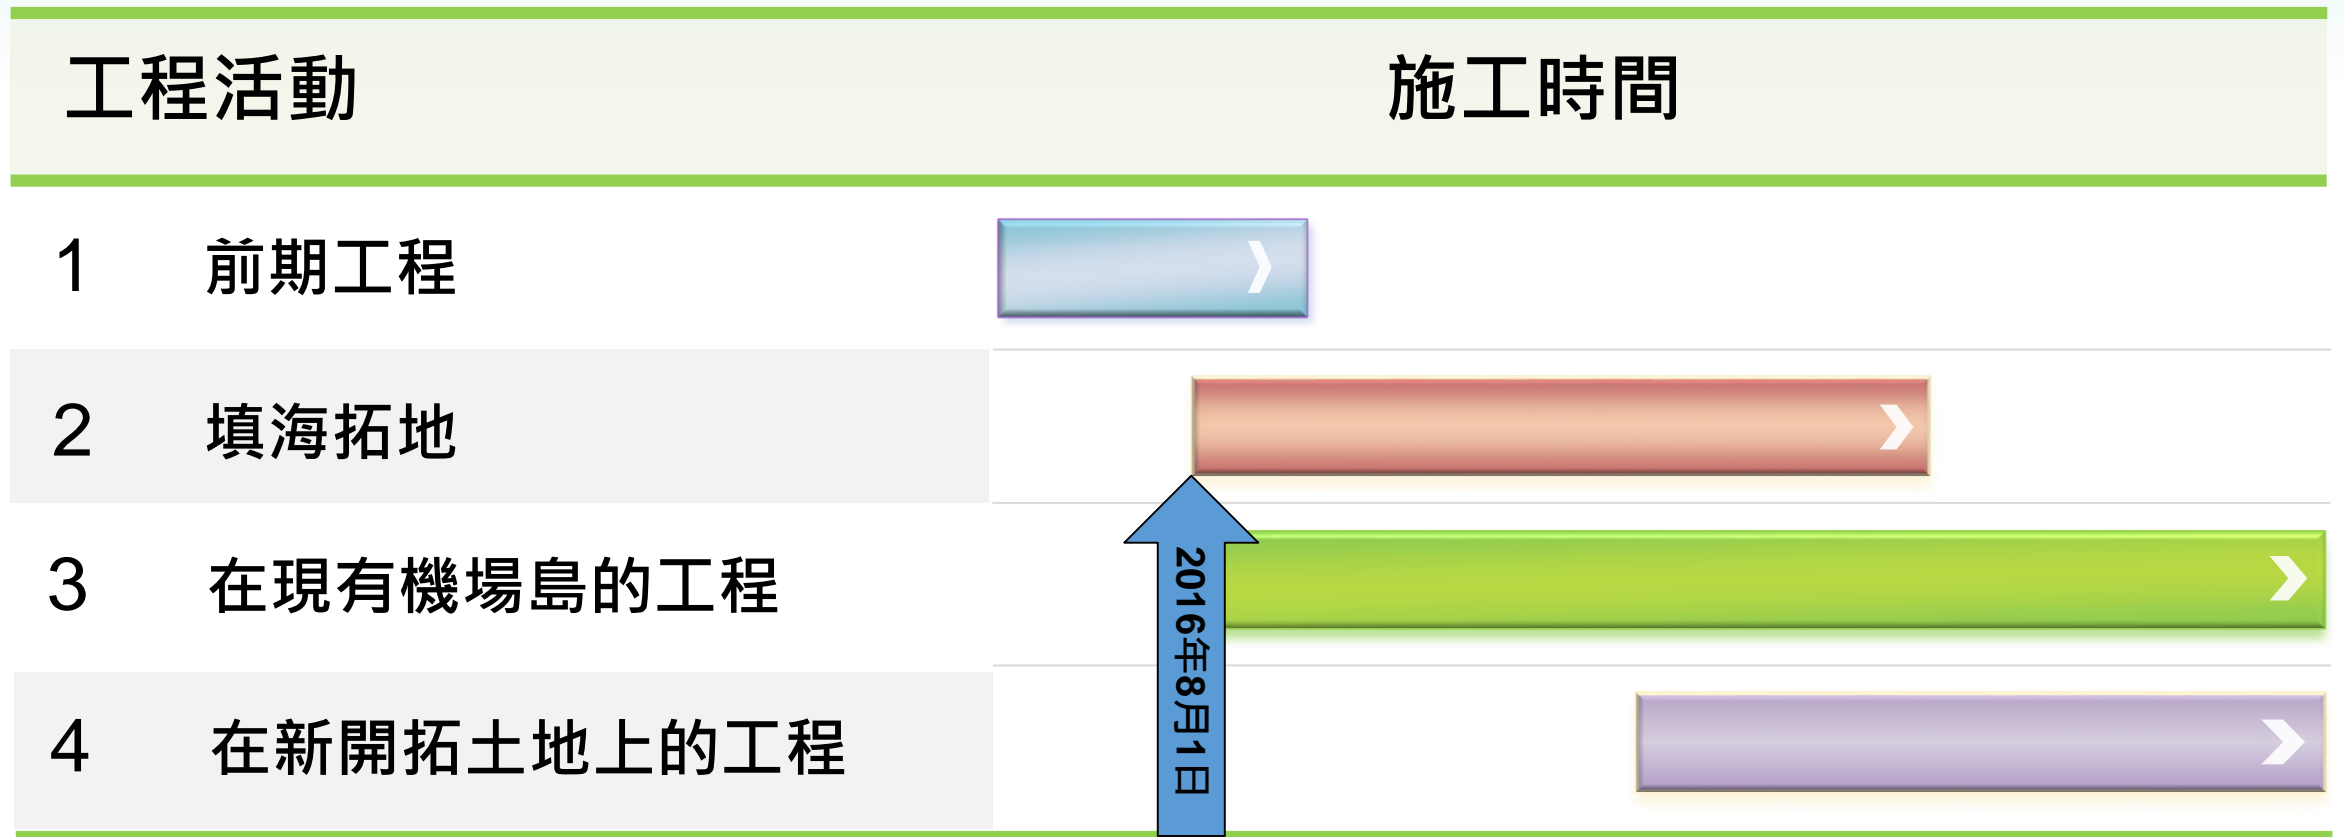 工程活動 施工時間
1 前期工程
2 填海拓地
3 在現有機場島的工程
4 在新開拓土地上的工程
2016年8月1日